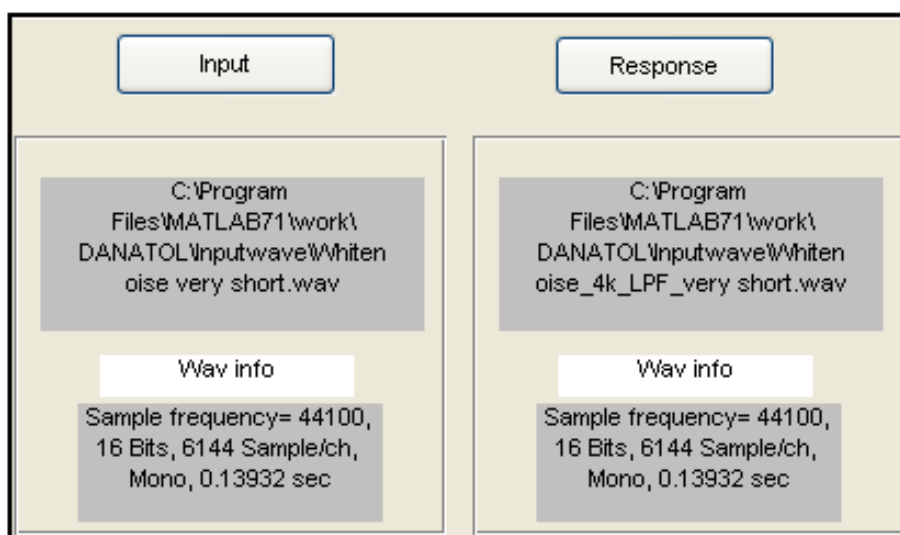 Input
Response
C:\Program
Files\MATLAB71\work\
DANATOL\Inputwave\Whiten
oise very short.wav
Wav info
Sample frequency= 44100,
16 Bits, 6144 Sample/ch,
Mono, 0.13932 sec
C:\Program
Files\MATLAB71\work\
DANATOL\Inputwave\Whiten
oise_4k_LPF_very short.wav
Wav info
Sample frequency= 44100,
16 Bits, 6144 Sample/ch,
Mono, 0.13932 sec